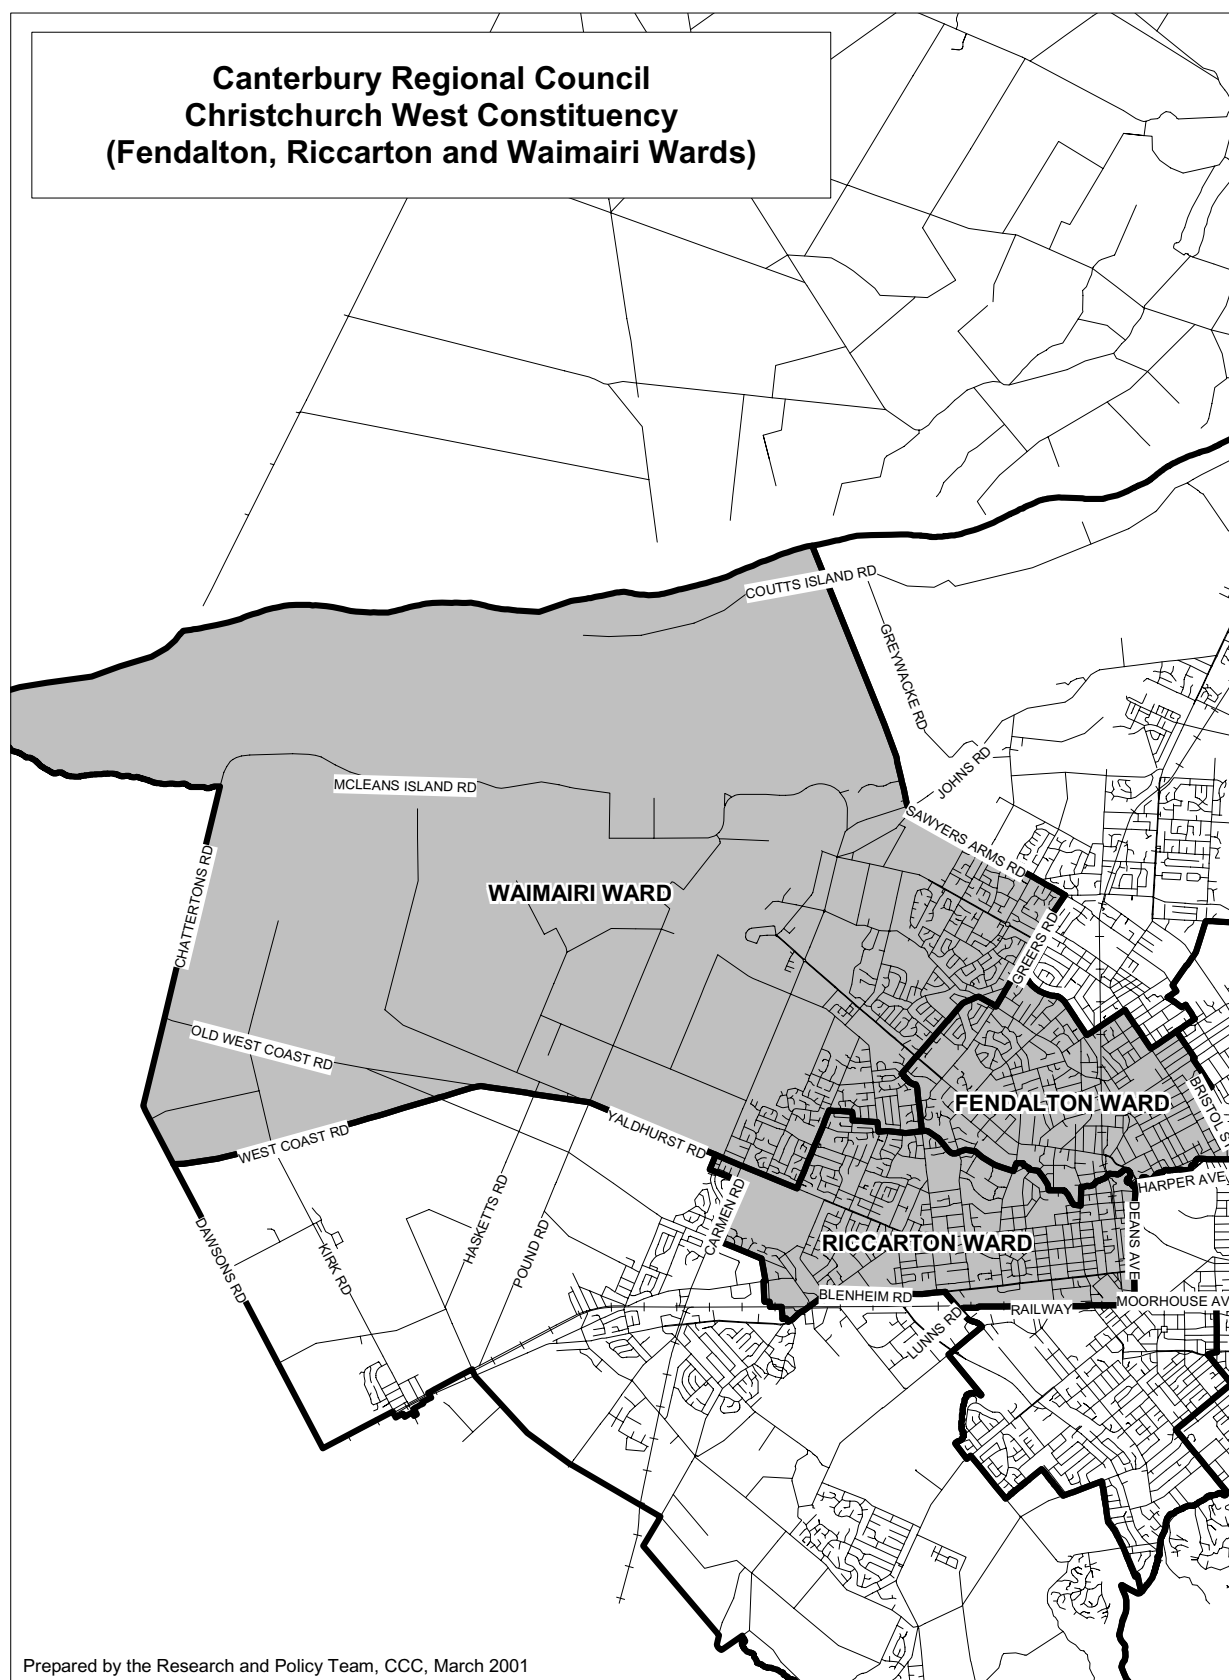 Canterbury Regional Council
Christchurch West Constituency
(Fendalton, Riccarton and Waimairi Wards)
COUTTS ISLAND RD
GREYWACKE RD
JOHNS RD
MCLEANS ISLAND RD
SAWYERS ARMS RD
WAIMAIRI WARD
CHATTERTONS RD
GREERS RD
OLD WEST COAST RD
FENDALTON WARD
BRISTOL S
WEST COAST RD
YALDHURST RD
HARPER AVE
DAWSONS RD
KIRK RD
HASKETTS RD
POUND RD
CARMEN RD
RICCARTON WARD
DEANS AVE
BLENHEIM RD
RAILWAY
MOORHOUSE AV
LUNNS RD
Prepared by the Research and Policy Team, CCC, March 2001